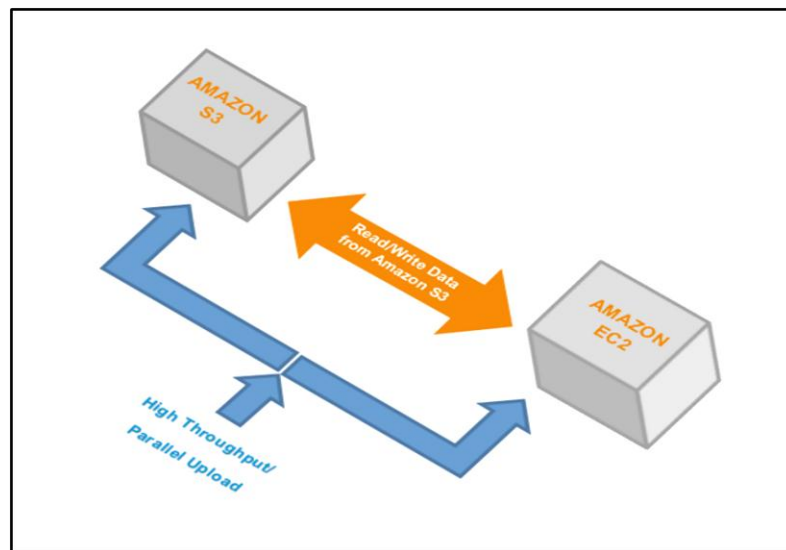 AMAZON
S3
Read/Write Data
from Amazon S3
AMAZON
EC2
High Throughput/
Parallel Upload